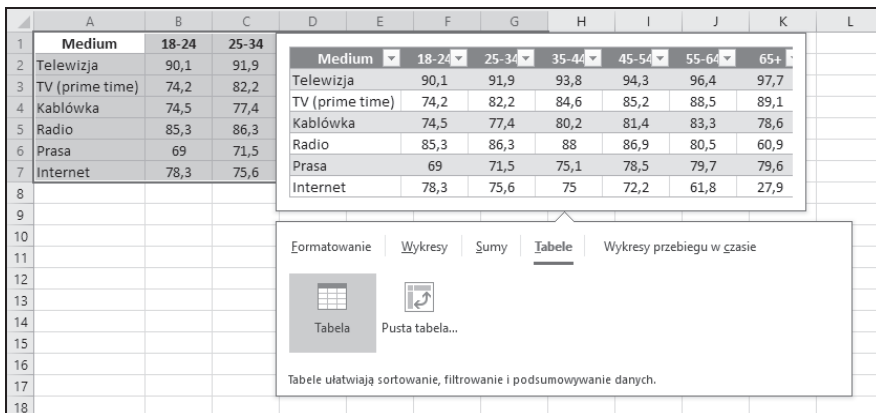 A B C D E F G H I J K L
1 Medium 18-24 25-34
2 Telewizja 90,1 91,9
3 TV (prime time) 74,2 82,2
4 Kablówka 74,5 77,4
5 Radio 85,3 86,3
6 Prasa 69 71,5
7 Internet 78,3 75,6
8
9
10
11
12
13
14
15
16
17
18
Medium 18-24 25-34 35-44 45-54 55-64 65+
Telewizja 90,1 91,9 93,8 94,3 96,4 97,7
TV (prime time) 74,2 82,2 84,6 85,2 88,5 89,1
Kablówka 74,5 77,4 80,2 81,4 83,3 78,6
Radio 85,3 86,3 88 86,9 80,5 60,9
Prasa 69 71,5 75,1 78,5 79,7 79,6
Internet 78,3 75,6 75 72,2 61,8 27,9
Formatowanie Wykresy Sumy Tabele Wykresy przebiegu w czasie
Tabela Pusta tabela...
Tabele ułatwiają sortowanie, filtrowanie i podsumowywanie danych.